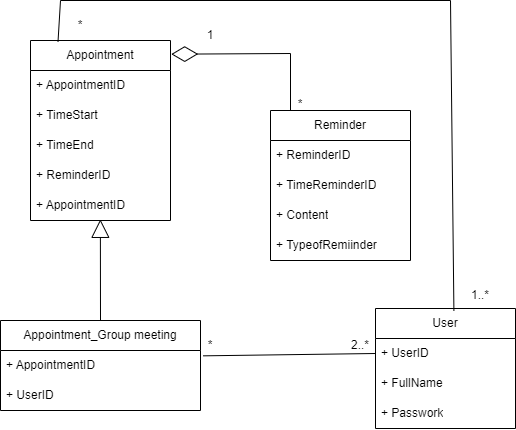 *
1
Appointment
+ AppointmentID
+ TimeStart
+ TimeEnd
+ ReminderID
+ AppointmentID
*
Reminder
+ ReminderID
+ TimeReminderID
+ Content
+ TypeofRemiinder
1..*
Appointment_Group meeting
+ AppointmentID
+ UserID
*
2..*
User
+ UserID
+ FullName
+ Passwork